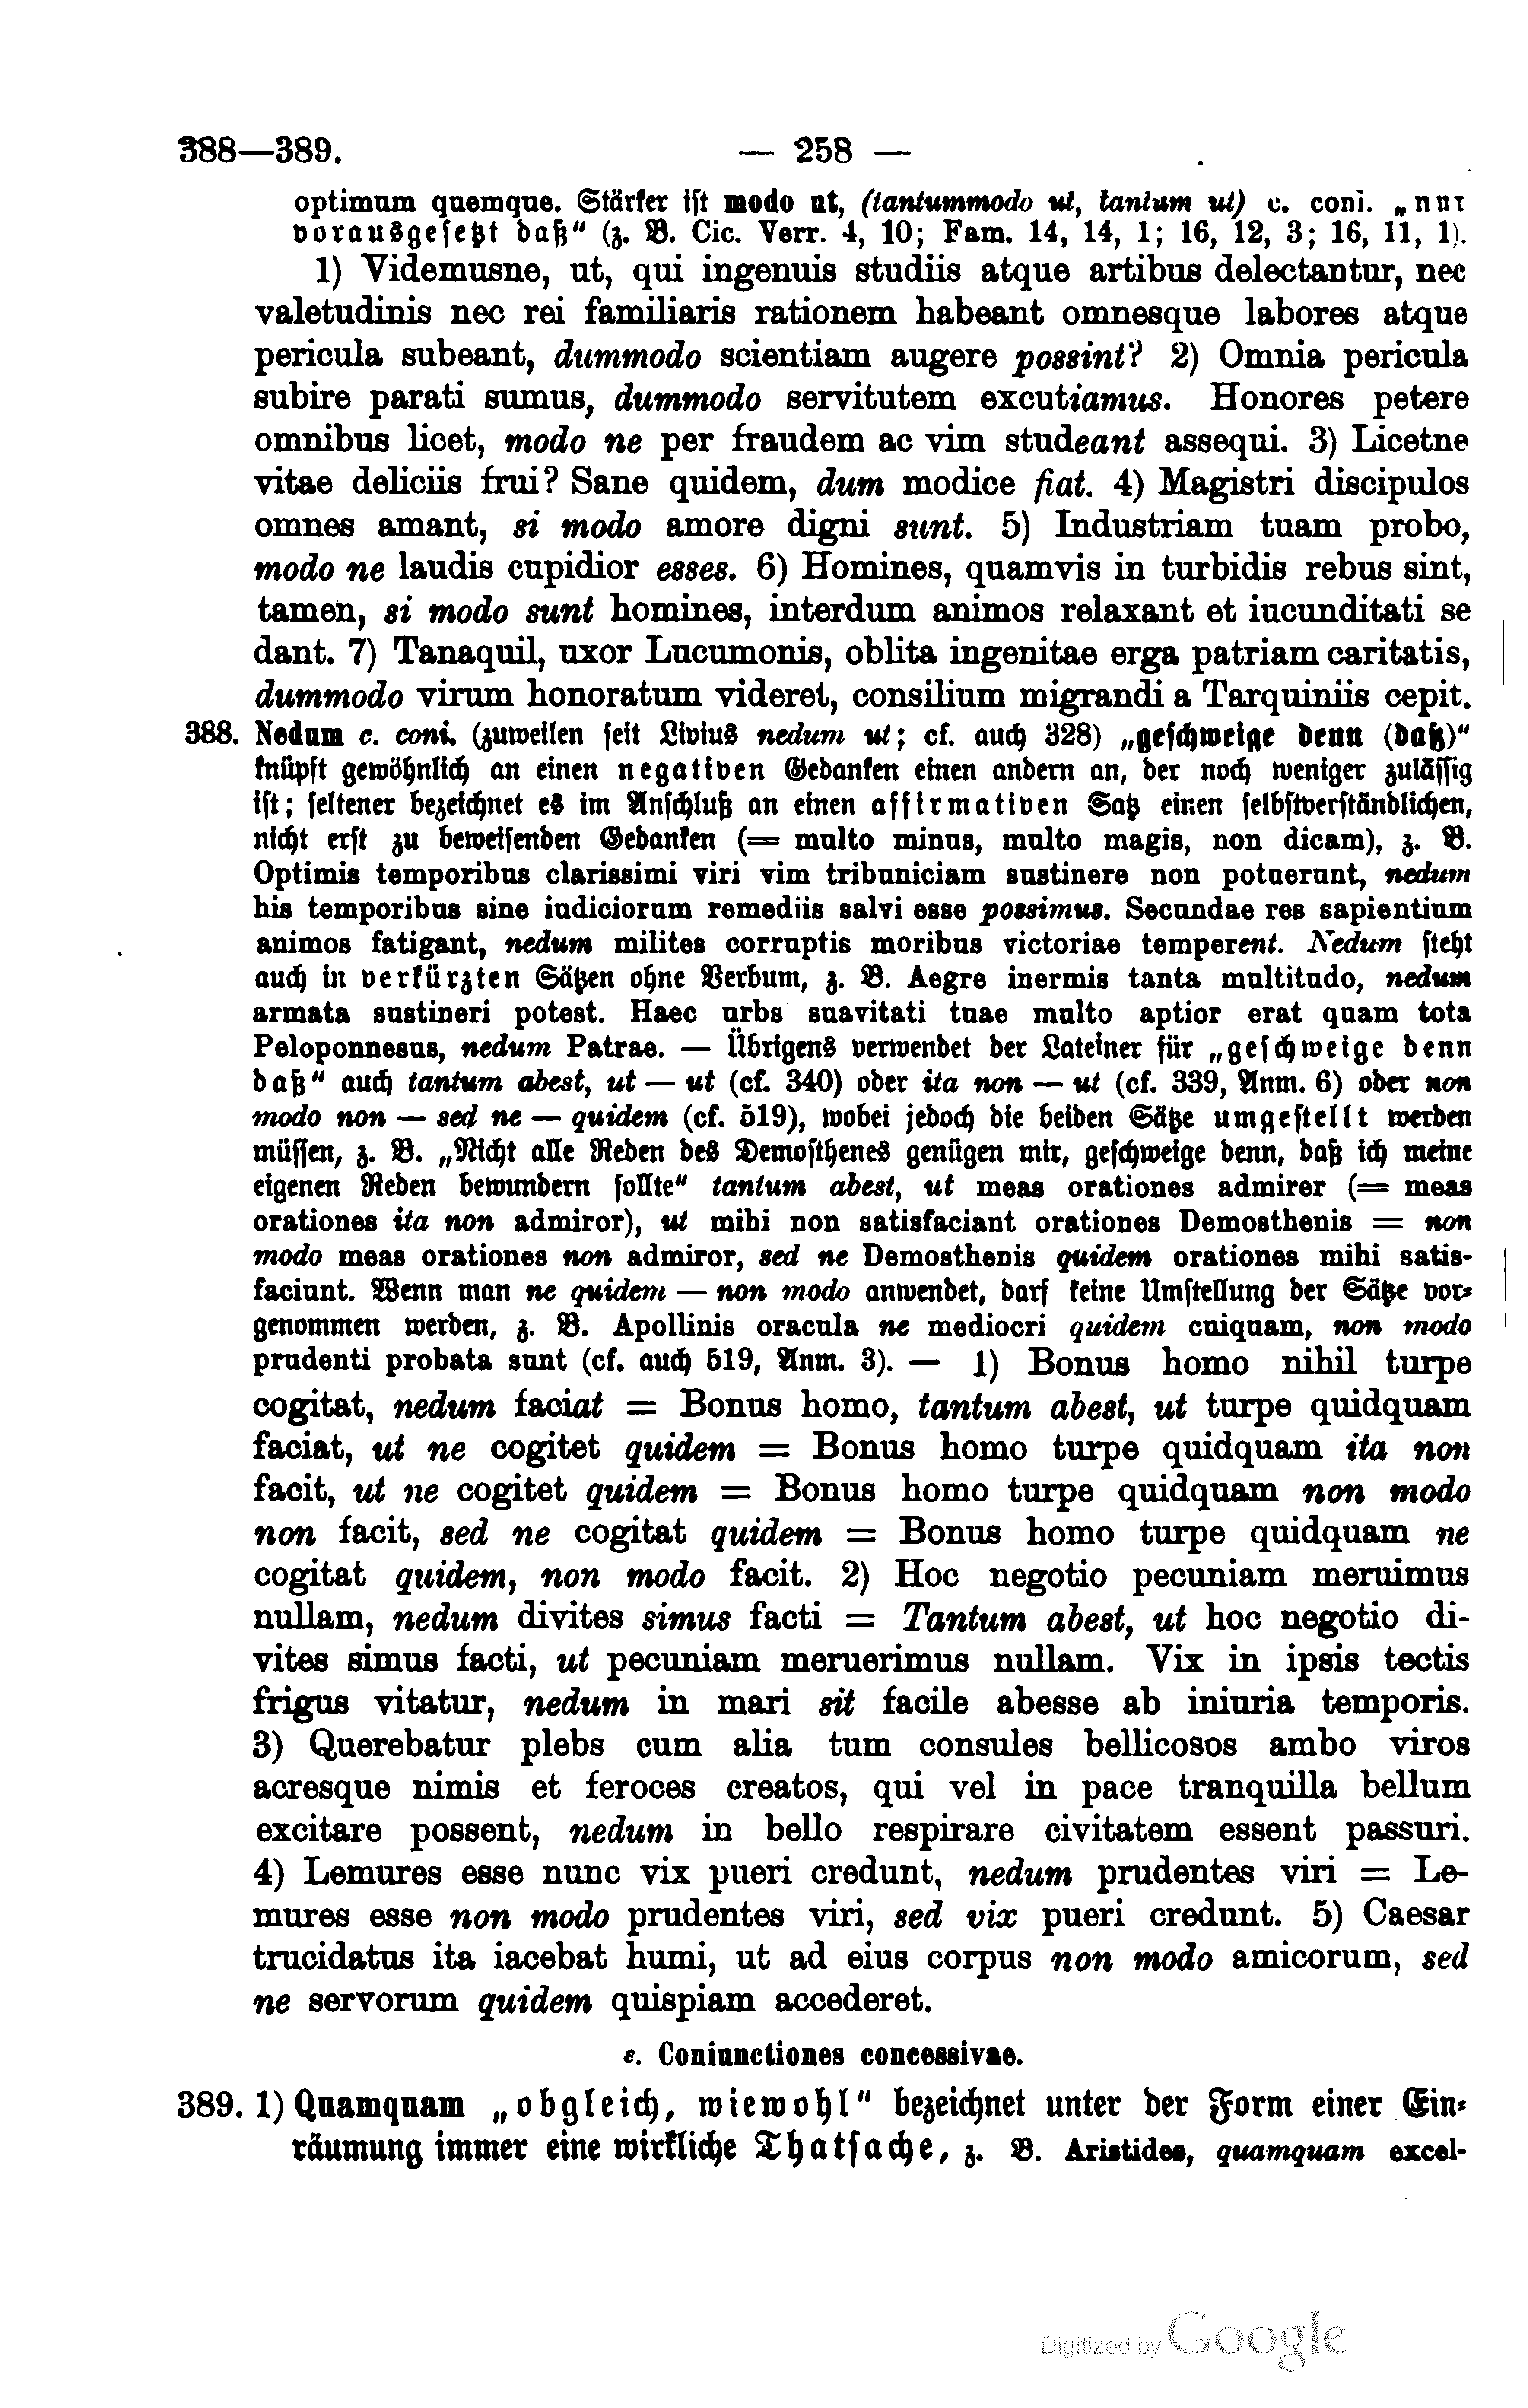 388—389. — 258 —
optimum quemque. Stärker ist modo ut, (tantummodo ut, tantum ut) c. coni. „nur
vorausgesetzt daß“ (z. B. Cic. Verr. 4, 10; Fam. 14, 14, 1; 16, 12, 3; 16, 11, 1).
1) Videmusne, ut, qui ingenuis studiis atque artibus delectantur, nec
valetudinis nec rei familiaris rationem habeant omnesque labores atque
pericula subeant, dummodo scientiam augere possint? 2) Omnia pericula
subire parati sumus, dummodo servitutem excutiamus. Honores petere
omnibus licet, modo ne per fraudem ac vim studeant assequi. 3) Licetne
vitae deliciis frui? Sane quidem, dum modice fiat. 4) Magistri discipulos
omnes amant, si modo amore digni sunt. 5) Industriam tuam probo,
modo ne laudis cupidior esses. 6) Homines, quamvis in turbidis rebus sint,
tamen, si modo sunt homines, interdum animos relaxant et iucunditati se
dant. 7) Tanaquil, uxor Lucumonis, oblita ingenitae erga patriam caritatis,
dummodo virum honoratum videret, consilium migrandi a Tarquiniis cepit.
388. Nedum c. coni. (zuweilen seit Livius nedum ut; cf. auch 328) „geschweige denn (daß)“
knüpft gewöhnlich an einen negativen Gedanken einen andern an, der noch weniger zulässig
ist; seltener bezeichnet es im Anschluß an einen affirmativen Satz einen selbstverständlichen,
nicht erst zu beweisenden Gedanken (= multo minus, multo magis, non dicam), z. B.
Optimis temporibus clarissimi viri vim tribuniciam sustinere non potuerunt, nedum
his temporibus sine iudiciorum remediis salvi esse possimus. Secundae res sapientium
animos fatigant, nedum milites corruptis moribus victoriae temperent. Nedum steht
auch in verkürzten Sätzen ohne Verbum, z. B. Aegre inermis tanta multitudo, nedum
armata sustineri potest. Haec urbs suavitati tuae multo aptior erat quam tota
Peloponnesus, nedum Patrae. — Übrigens verwendet der Lateiner für „geschweige denn
daß“ auch tantum abest, ut — ut (cf. 340) oder ita non — ut (cf. 339, Anm. 6) oder non
modo non — sed ne — quidem (cf. 519), wobei jedoch die beiden Sätze umgestellt werden
müssen, z. B. „Nicht alle Reden des Demosthenes genügen mir, geschweige denn, daß ich meine
eigenen Reden bewundern sollte“ tantum abest, ut meas orationes admirer (= meas
orationes ita non admiror), ut mihi non satisfaciant orationes Demosthenis = non
modo meas orationes non admiror, sed ne Demosthenis quidem orationes mihi satis-
faciunt. Wenn man ne quidem — non modo anwendet, darf keine Umstellung der Sätze vor-
genommen werden, z. B. Apollinis oracula ne mediocri quidem cuiquam, non modo
prudenti probata sunt (cf. auch 519, Anm. 3). — 1) Bonus homo nihil turpe
cogitat, nedum faciat = Bonus homo, tantum abest, ut turpe quidquam
faciat, ut ne cogitet quidem = Bonus homo turpe quidquam ita non
facit, ut ne cogitet quidem = Bonus homo turpe quidquam non modo
non facit, sed ne cogitat quidem = Bonus homo turpe quidquam ne
cogitat quidem, non modo facit. 2) Hoc negotio pecuniam meruimus
nullam, nedum divites simus facti = Tantum abest, ut hoc negotio di-
vites simus facti, ut pecuniam meruerimus nullam. Vix in ipsis tectis
frigus vitatur, nedum in mari sit facile abesse ab iniuria temporis.
3) Querebatur plebs cum alia tum consules bellicosos ambo viros
acresque nimis et feroces creatos, qui vel in pace tranquilla bellum
excitare possent, nedum in bello respirare civitatem essent passuri.
4) Lemures esse nunc vix pueri credunt, nedum prudentes viri = Le-
mures esse non modo prudentes viri, sed vix pueri credunt. 5) Caesar
trucidatus ita iacebat humi, ut ad eius corpus non modo amicorum, sed
ne servorum quidem quispiam accederet.
ε. Coniunctiones concessivae.
389. 1) Quamquam „obgleich, wiewohl“ bezeichnet unter der Form einer Ein-
räumung immer eine wirkliche Thatsache, z. B. Aristides, quamquam excel-
Digitized by Google